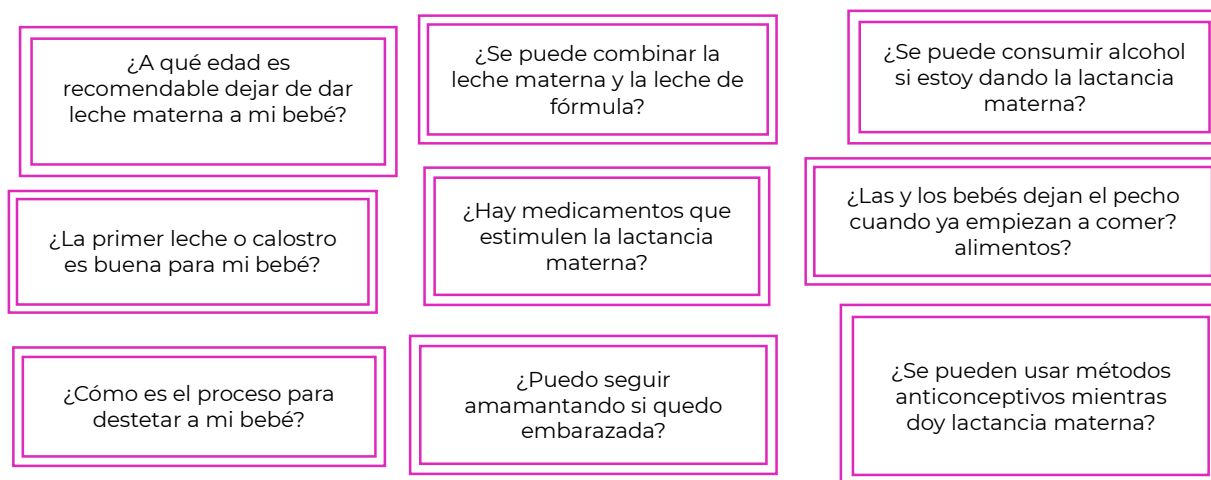 ¿A qué edad es
recomendable dejar de dar
leche materna a mi bebé?
¿Se puede combinar la
leche materna y la leche de
fórmula?
¿Se puede consumir alcohol
si estoy dando la lactancia
materna?
¿La primer leche o calostro
es buena para mi bebé?
¿Hay medicamentos que
estimulen la lactancia
materna?
¿Las y los bebés dejan el pecho
cuando ya empiezan a comer?
alimentos?
¿Cómo es el proceso para
destetar a mi bebé?
¿Puedo seguir
amamantando si quedo
embarazada?
¿Se pueden usar métodos
anticonceptivos mientras
doy lactancia materna?